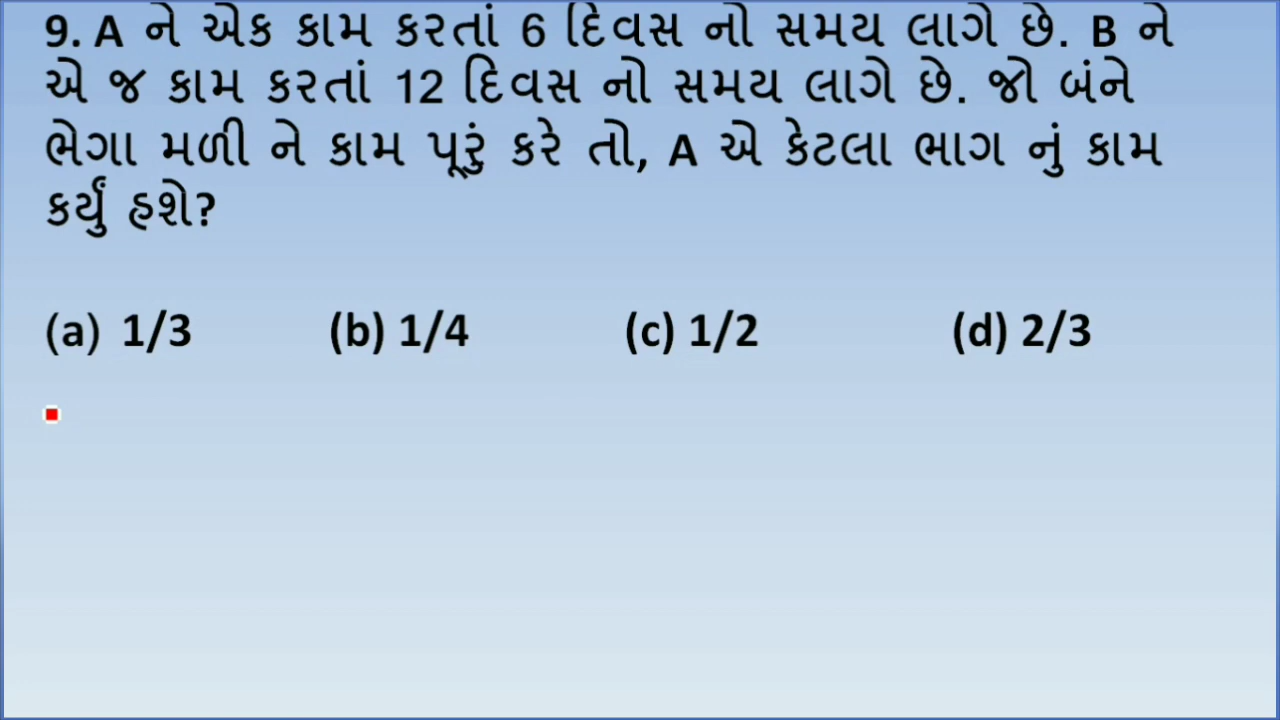 9. A ને એક કામ કરતાં 6 દિવસ નો સમય લાગે છે. B ને
એ જ કામ કરતાં 12 દિવસ નો સમય લાગે છે. જો બંને
ભેગા મળી ને કામ પૂરું કરે તો, A એ કેટલા ભાગ નું કામ
કર્યું હશે?
(a) 1/3 (b) 1/4 (c) 1/2 (d) 2/3